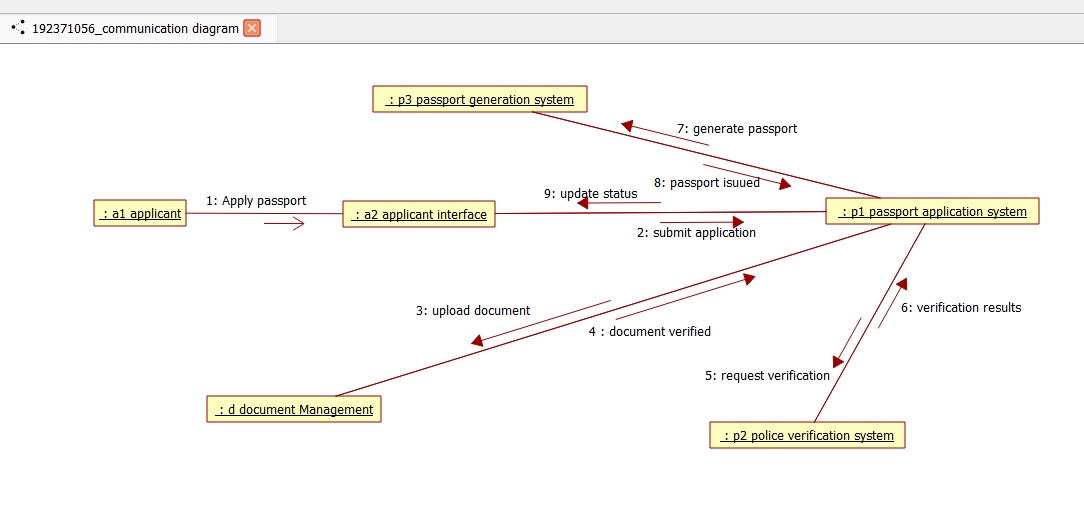 192371056_communication diagram
: p3 passport generation system
7: generate passport
8: passport isuued
1: Apply passport
9: update status
: a1 applicant
: a2 applicant interface
: p1 passport application system
2: submit application
3: upload document
4 : document verified
6: verification results
5: request verification
: d document Management
: p2 police verification system